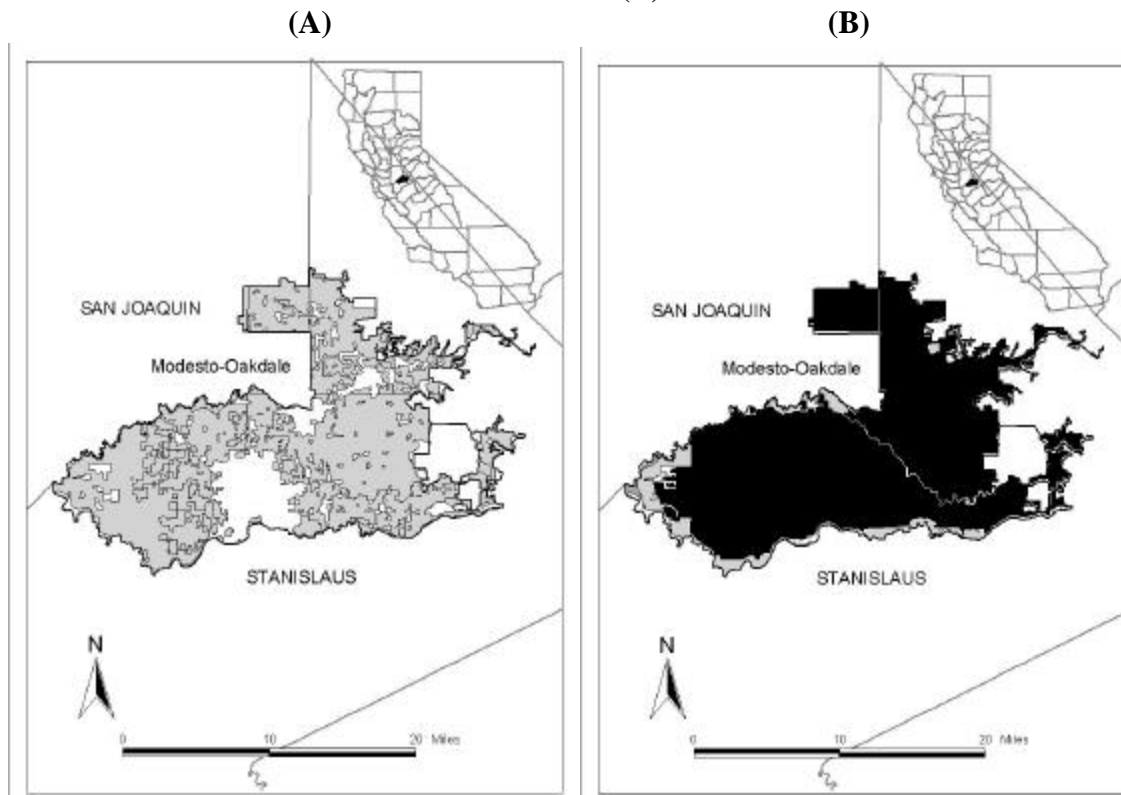 (A)
(B)
SAN JOAQUIN
Modesto-Oakdale
STANISLAUS
N
0 10 20 Miles
SAN JOAQUIN
Modesto-Oakdale
STANISLAUS
N
0 10 20 Miles